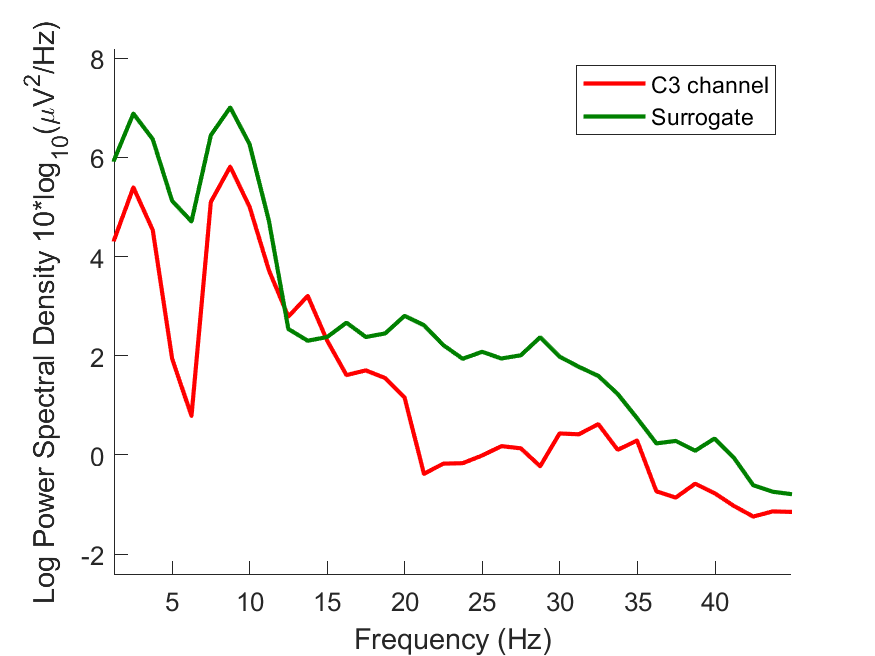 Log Power Spectral Density 10*log10(μV2/Hz)
8
6
4
2
0
-2
C3 channel
Surrogate
5 10 15 20 25 30 35 40
Frequency (Hz)